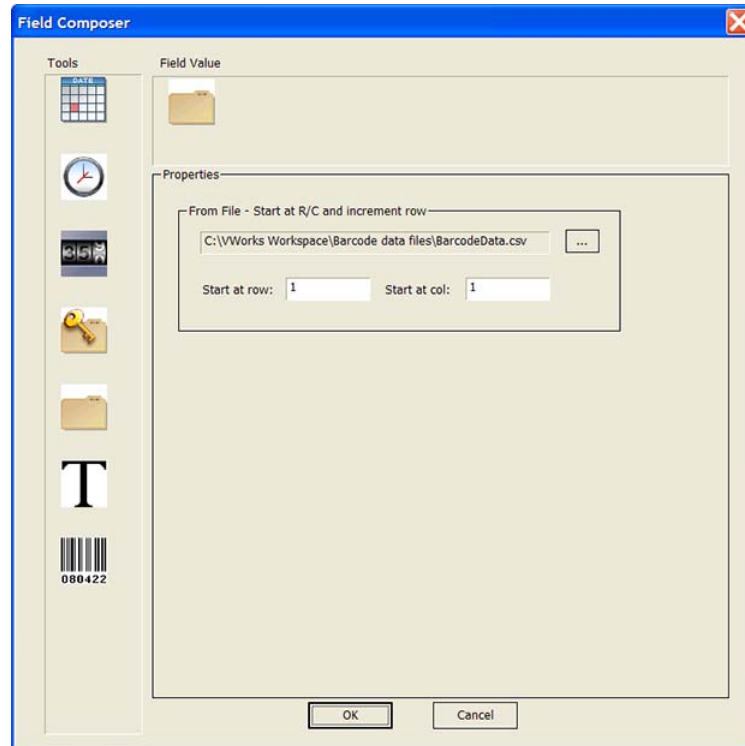 Field Composer
Tools
Field Value
DATE
Properties
From File - Start at R/C and increment row
C:\VWorks Workspace\Barcode data files\BarcodeData.csv
...
Start at row: 1 Start at col: 1
35
T
080422
OK Cancel